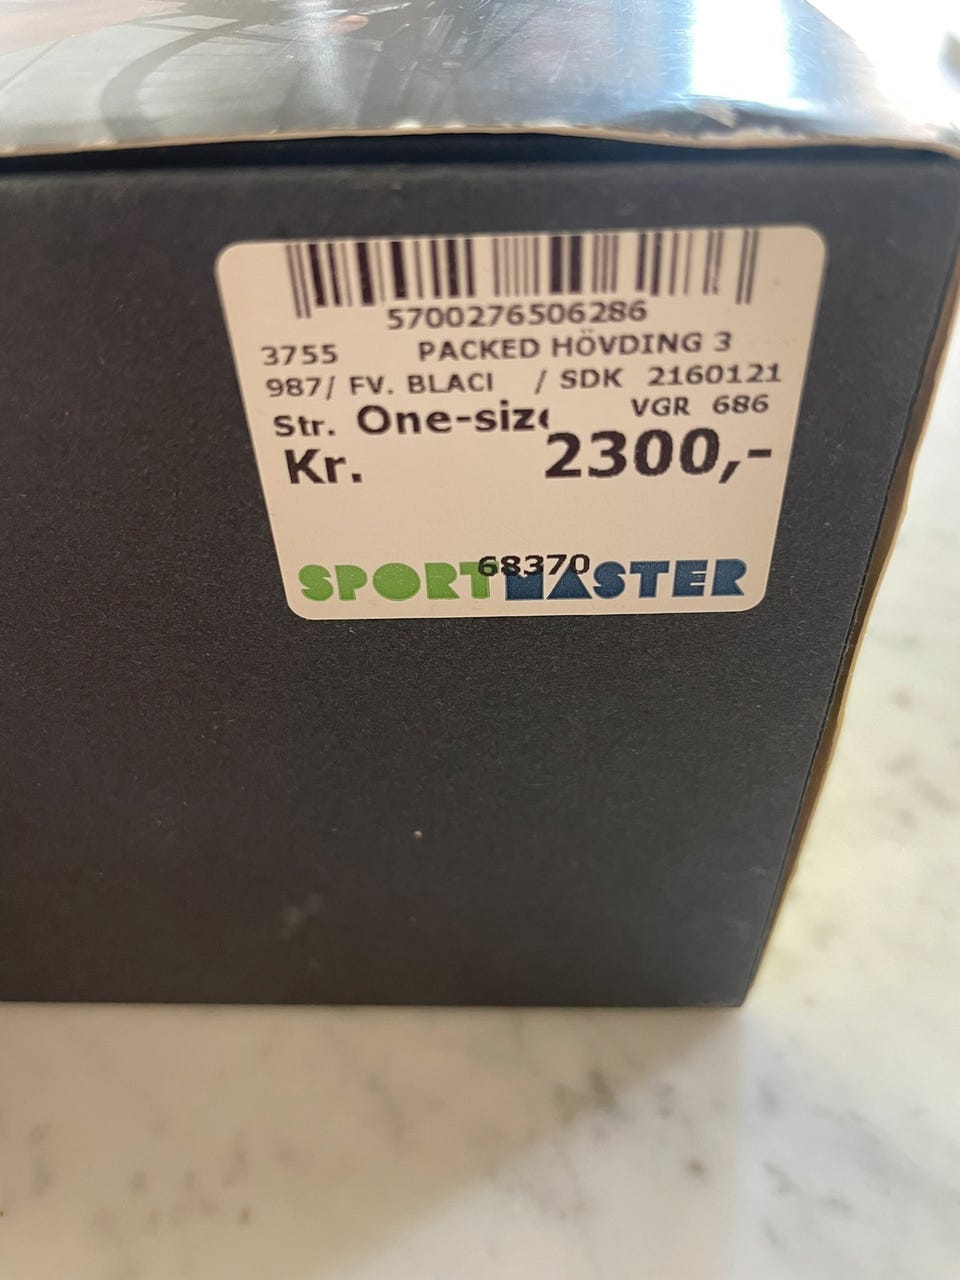 5700276506286
3755 PACKED HÖVDING 3
987/ FV. BLACI / SDK 2160121
Str. One-size VGR 686
Kr. 2300,-
68370
SPORTMASTER